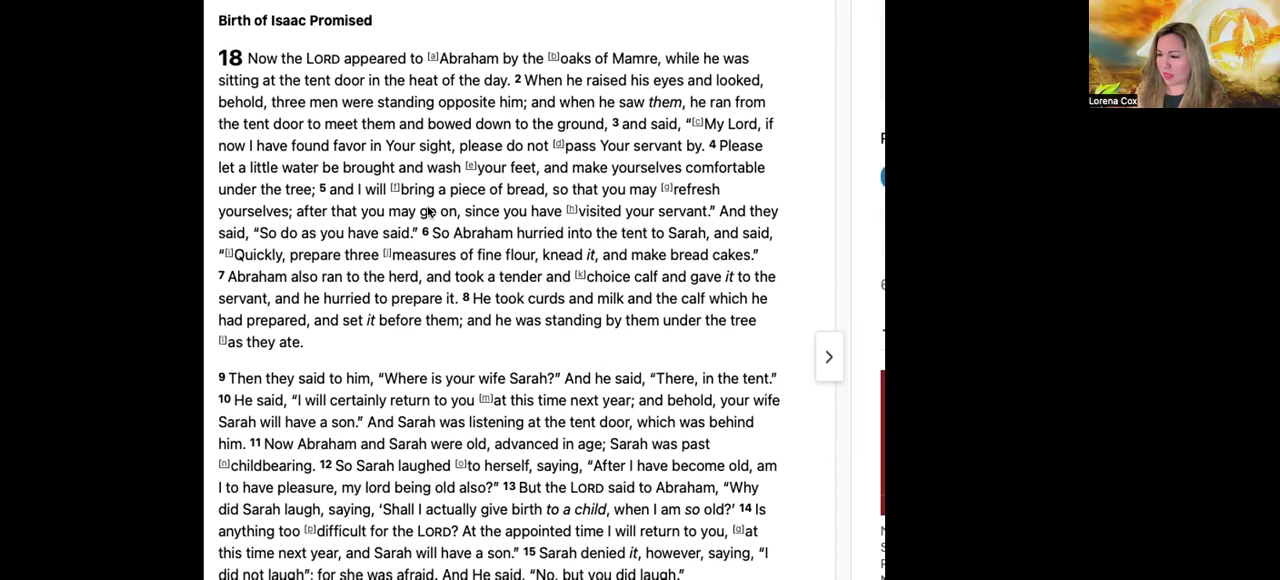 Birth of Isaac Promised
18 Now the LORD appeared to [a]Abraham by the [b]oaks of Mamre, while he was
sitting at the tent door in the heat of the day. 2 When he raised his eyes and looked,
behold, three men were standing opposite him; and when he saw them, he ran from
the tent door to meet them and bowed down to the ground, 3 and said, “[c]My Lord, if
now I have found favor in Your sight, please do not [d]pass Your servant by. 4 Please
let a little water be brought and wash [e]your feet, and make yourselves comfortable
under the tree; 5 and I will [f]bring a piece of bread, so that you may [g]refresh
yourselves; after that you may go on, since you have [h]visited your servant.” And they
said, “So do as you have said.” 6 So Abraham hurried into the tent to Sarah, and said,
“[i]Quickly, prepare three [j]measures of fine flour, knead it, and make bread cakes.”
7 Abraham also ran to the herd, and took a tender and [k]choice calf and gave it to the
servant, and he hurried to prepare it. 8 He took curds and milk and the calf which he
had prepared, and set it before them; and he was standing by them under the tree
[l]as they ate.
9 Then they said to him, “Where is your wife Sarah?” And he said, “There, in the tent.”
10 He said, “I will certainly return to you [m]at this time next year; and behold, your wife
Sarah will have a son.” And Sarah was listening at the tent door, which was behind
him. 11 Now Abraham and Sarah were old, advanced in age; Sarah was past
[n]childbearing. 12 So Sarah laughed [o]to herself, saying, “After I have become old, am
I to have pleasure, my lord being old also?” 13 But the LORD said to Abraham, “Why
did Sarah laugh, saying, ‘Shall I actually give birth to a child, when I am so old?’ 14 Is
anything too [p]difficult for the LORD? At the appointed time I will return to you, [q]at
this time next year, and Sarah will have a son.” 15 Sarah denied it, however, saying, “I
did not laugh”; for she was afraid. And He said, “No, but you did laugh.”
Lorena Cox